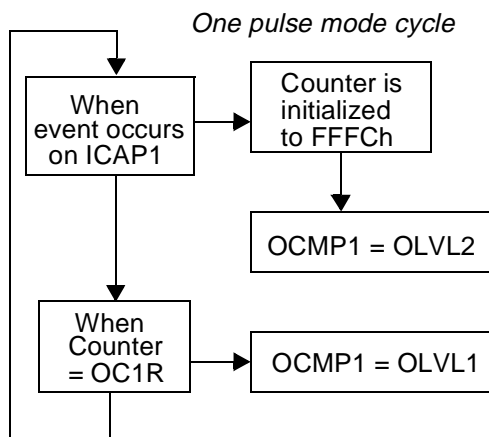 One pulse mode cycle
When
event occurs
on ICAP1
Counter is
initialized
to FFFCh
OCMP1 = OLVL2
When
Counter
= OC1R
OCMP1 = OLVL1